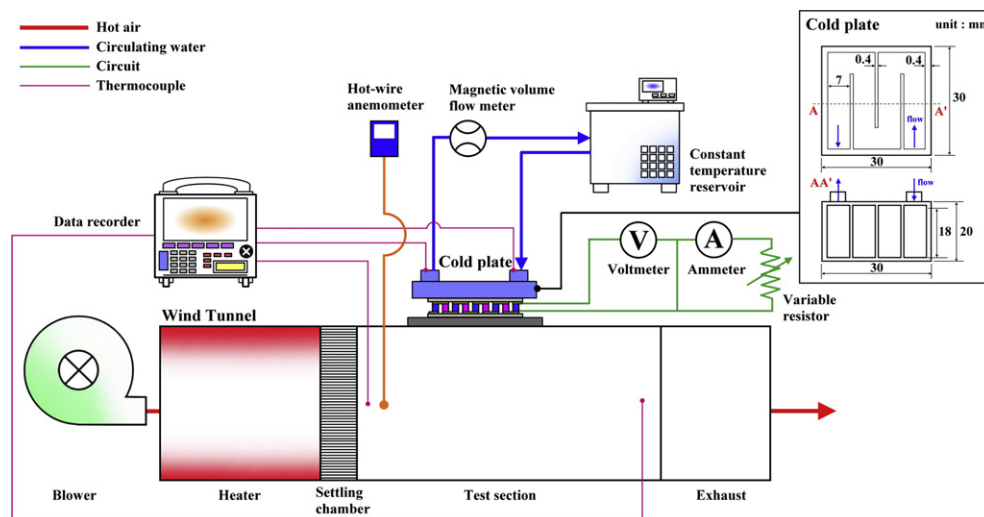 Hot air
Circulating water
Circuit
Thermocouple
Hot-wire
anemometer
Magnetic volume
flow meter
Constant
temperature
reservoir
Data recorder
Cold plate
V
Voltmeter
A
Ammeter
Variable
resistor
Wind Tunnel
Blower
Heater
Settling
chamber
Test section
Exhaust
Cold plate
unit : mm
0.4
0.4
7
30
A
A'
flow
30
AA'
flow
18
20
30